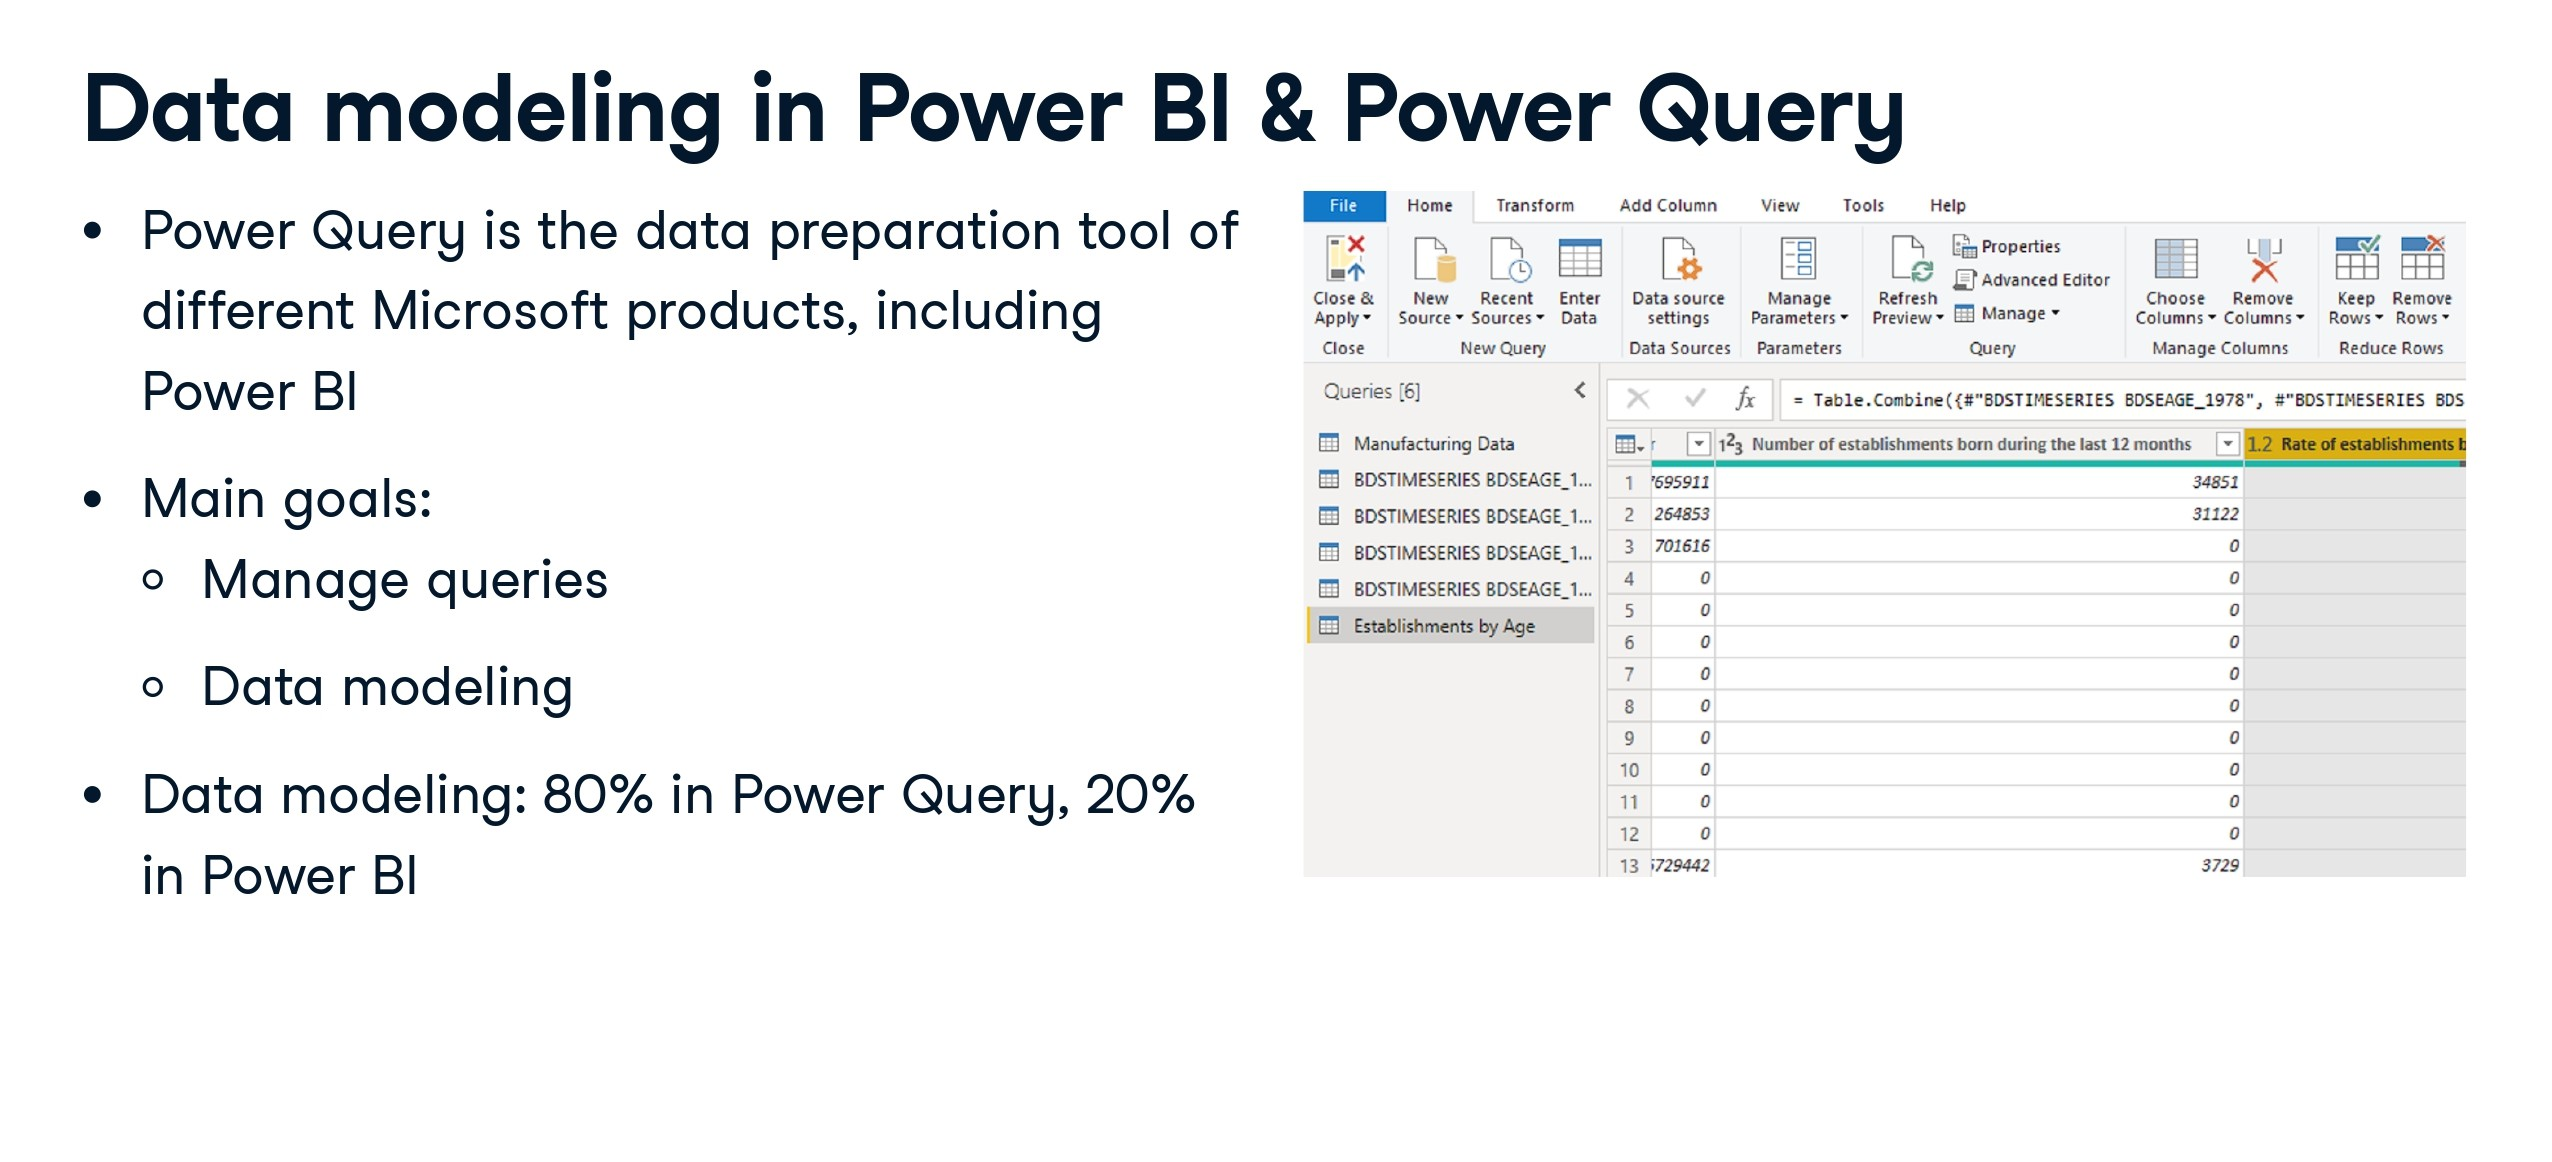 Data modeling in Power BI & Power Query
• Power Query is the data preparation tool of
different Microsoft products, including
Power BI
• Main goals:
○ Manage queries
○ Data modeling
• Data modeling: 80% in Power Query, 20%
in Power BI
File Home Transform Add Column View Tools Help
Close & Apply
New Source
Recent Sources
Enter Data
Data source settings
Manage Parameters
Refresh Preview
Properties
Advanced Editor
Manage
Choose Columns
Remove Columns
Keep Rows
Remove Rows
Close New Query Data Sources Parameters Query Manage Columns Reduce Rows
Queries [6]
Manufacturing Data
BDSTIMESERIES BDSEAGE_1...
BDSTIMESERIES BDSEAGE_1...
BDSTIMESERIES BDSEAGE_1...
BDSTIMESERIES BDSEAGE_1...
Establishments by Age
fx = Table.Combine({#"BDSTIMESERIES BDSEAGE_1978", #"BDSTIMESERIES BDS
123 Number of establishments born during the last 12 months 1.2 Rate of establishments b
1 7695911 34851
2 264853 31122
3 701616 0
4 0 0
5 0 0
6 0 0
7 0 0
8 0 0
9 0 0
10 0 0
11 0 0
12 0 0
13 5729442 3729